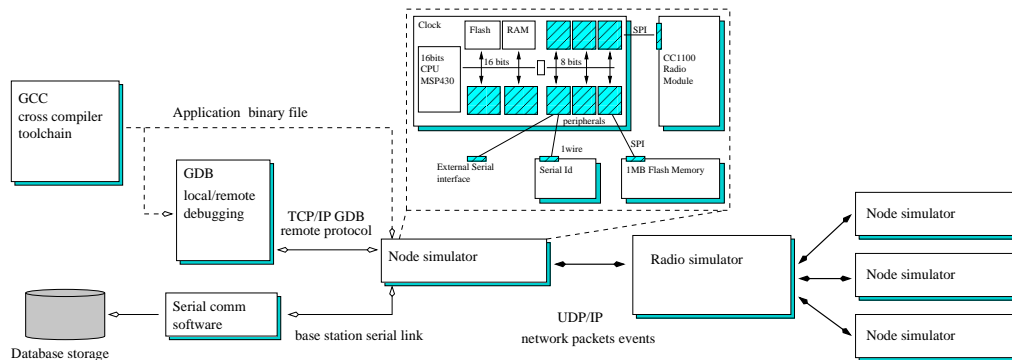 Clock
Flash
RAM
SPI
16bits
CPU
MSP430
16 bits
8 bits
CC1100
Radio
Module
peripherals
SPI
1wire
External Serial
interface
Serial Id
1MB Flash Memory
GCC
cross compiler
toolchain
Application binary file
GDB
local/remote
debugging
TCP/IP GDB
remote protocol
Node simulator
Radio simulator
Node simulator
Node simulator
Node simulator
UDP/IP
network packets events
Serial comm
software
base station serial link
Database storage